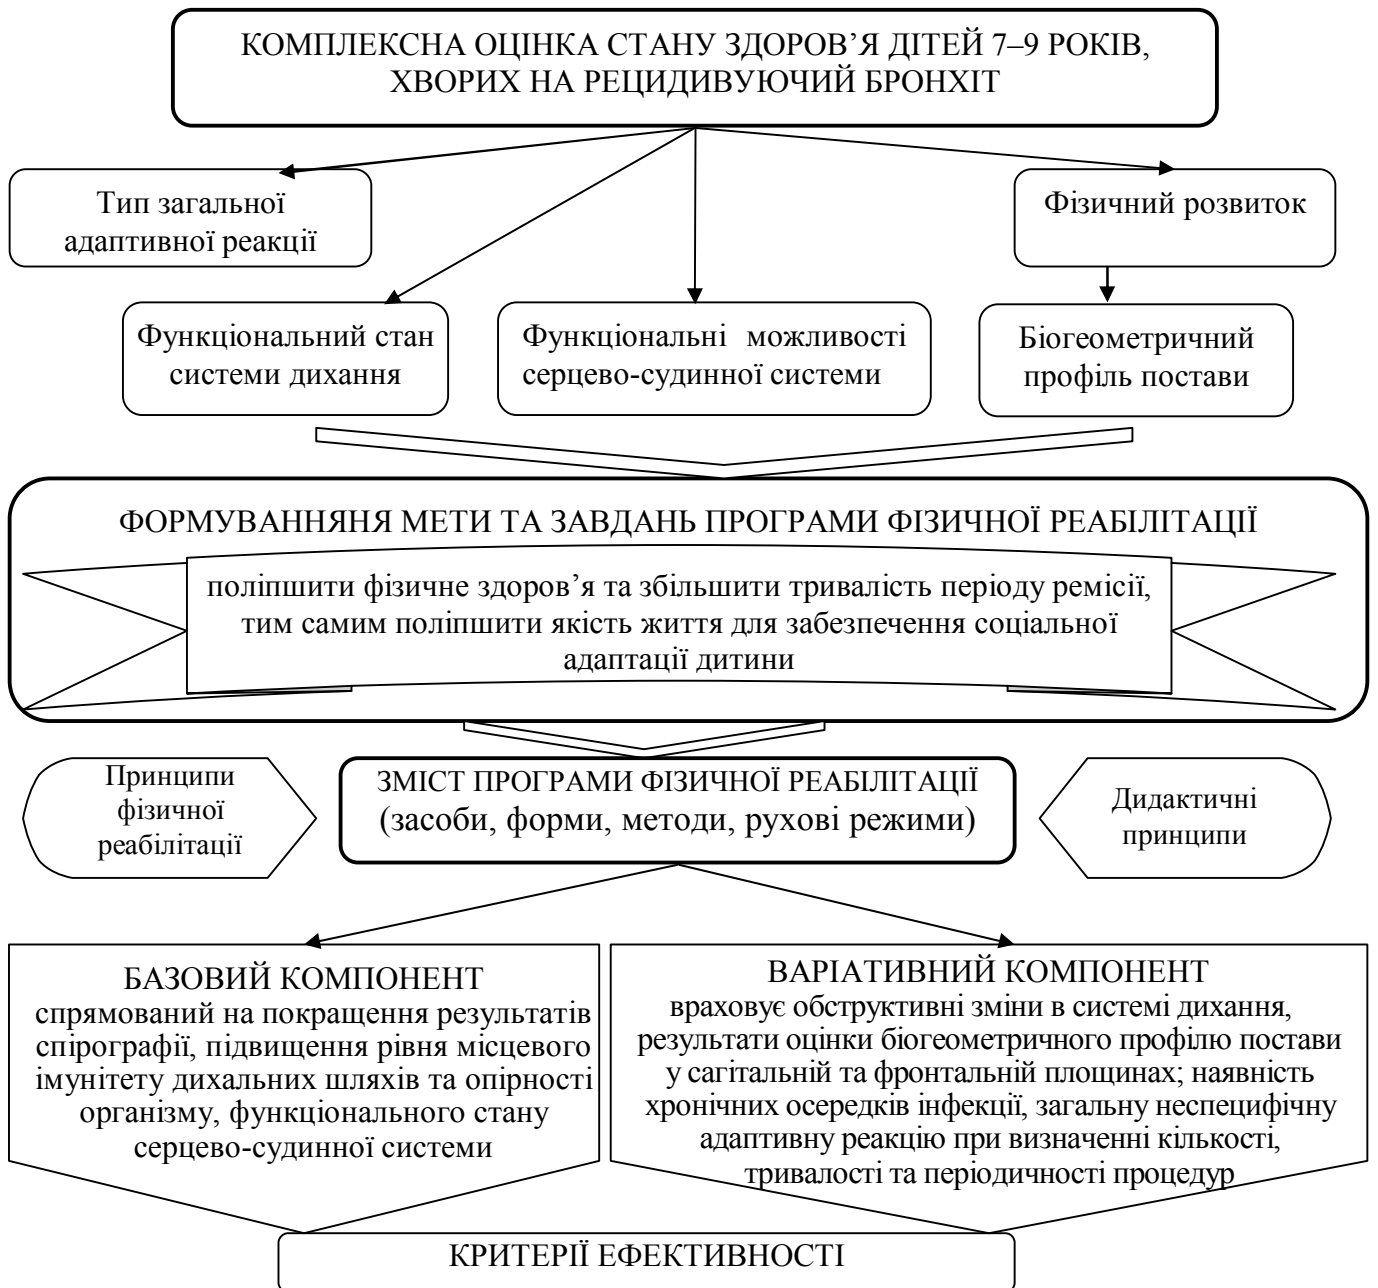 КОМПЛЕКСНА ОЦІНКА СТАНУ ЗДОРОВ’Я ДІТЕЙ 7–9 РОКІВ,
ХВОРИХ НА РЕЦИДИВУЮЧИЙ БРОНХІТ
Тип загальної
адаптивної реакції
Фізичний розвиток
Функціональний стан
системи дихання
Функціональні можливості
серцево-судинної системи
Біогеометричний
профіль постави
ФОРМУВАННЯНЯ МЕТИ ТА ЗАВДАНЬ ПРОГРАМИ ФІЗИЧНОЇ РЕАБІЛІТАЦІЇ
поліпшити фізичне здоров’я та збільшити тривалість періоду ремісії,
тим самим поліпшити якість життя для забезпечення соціальної
адаптації дитини
Принципи
фізичної
реабілітації
ЗМІСТ ПРОГРАМИ ФІЗИЧНОЇ РЕАБІЛІТАЦІЇ
(засоби, форми, методи, рухові режими)
Дидактичні
принципи
БАЗОВИЙ КОМПОНЕНТ
спрямований на покращення результатів
спірографії, підвищення рівня місцевого
імунітету дихальних шляхів та опірності
організму, функціонального стану
серцево-судинної системи
ВАРІАТИВНИЙ КОМПОНЕНТ
враховує обструктивні зміни в системі дихання,
результати оцінки біогеометричного профілю постави
у сагітальній та фронтальній площинах; наявність
хронічних осередків інфекції, загальну неспецифічну
адаптивну реакцію при визначенні кількості,
тривалості та періодичності процедур
КРИТЕРІЇ ЕФЕКТИВНОСТІ